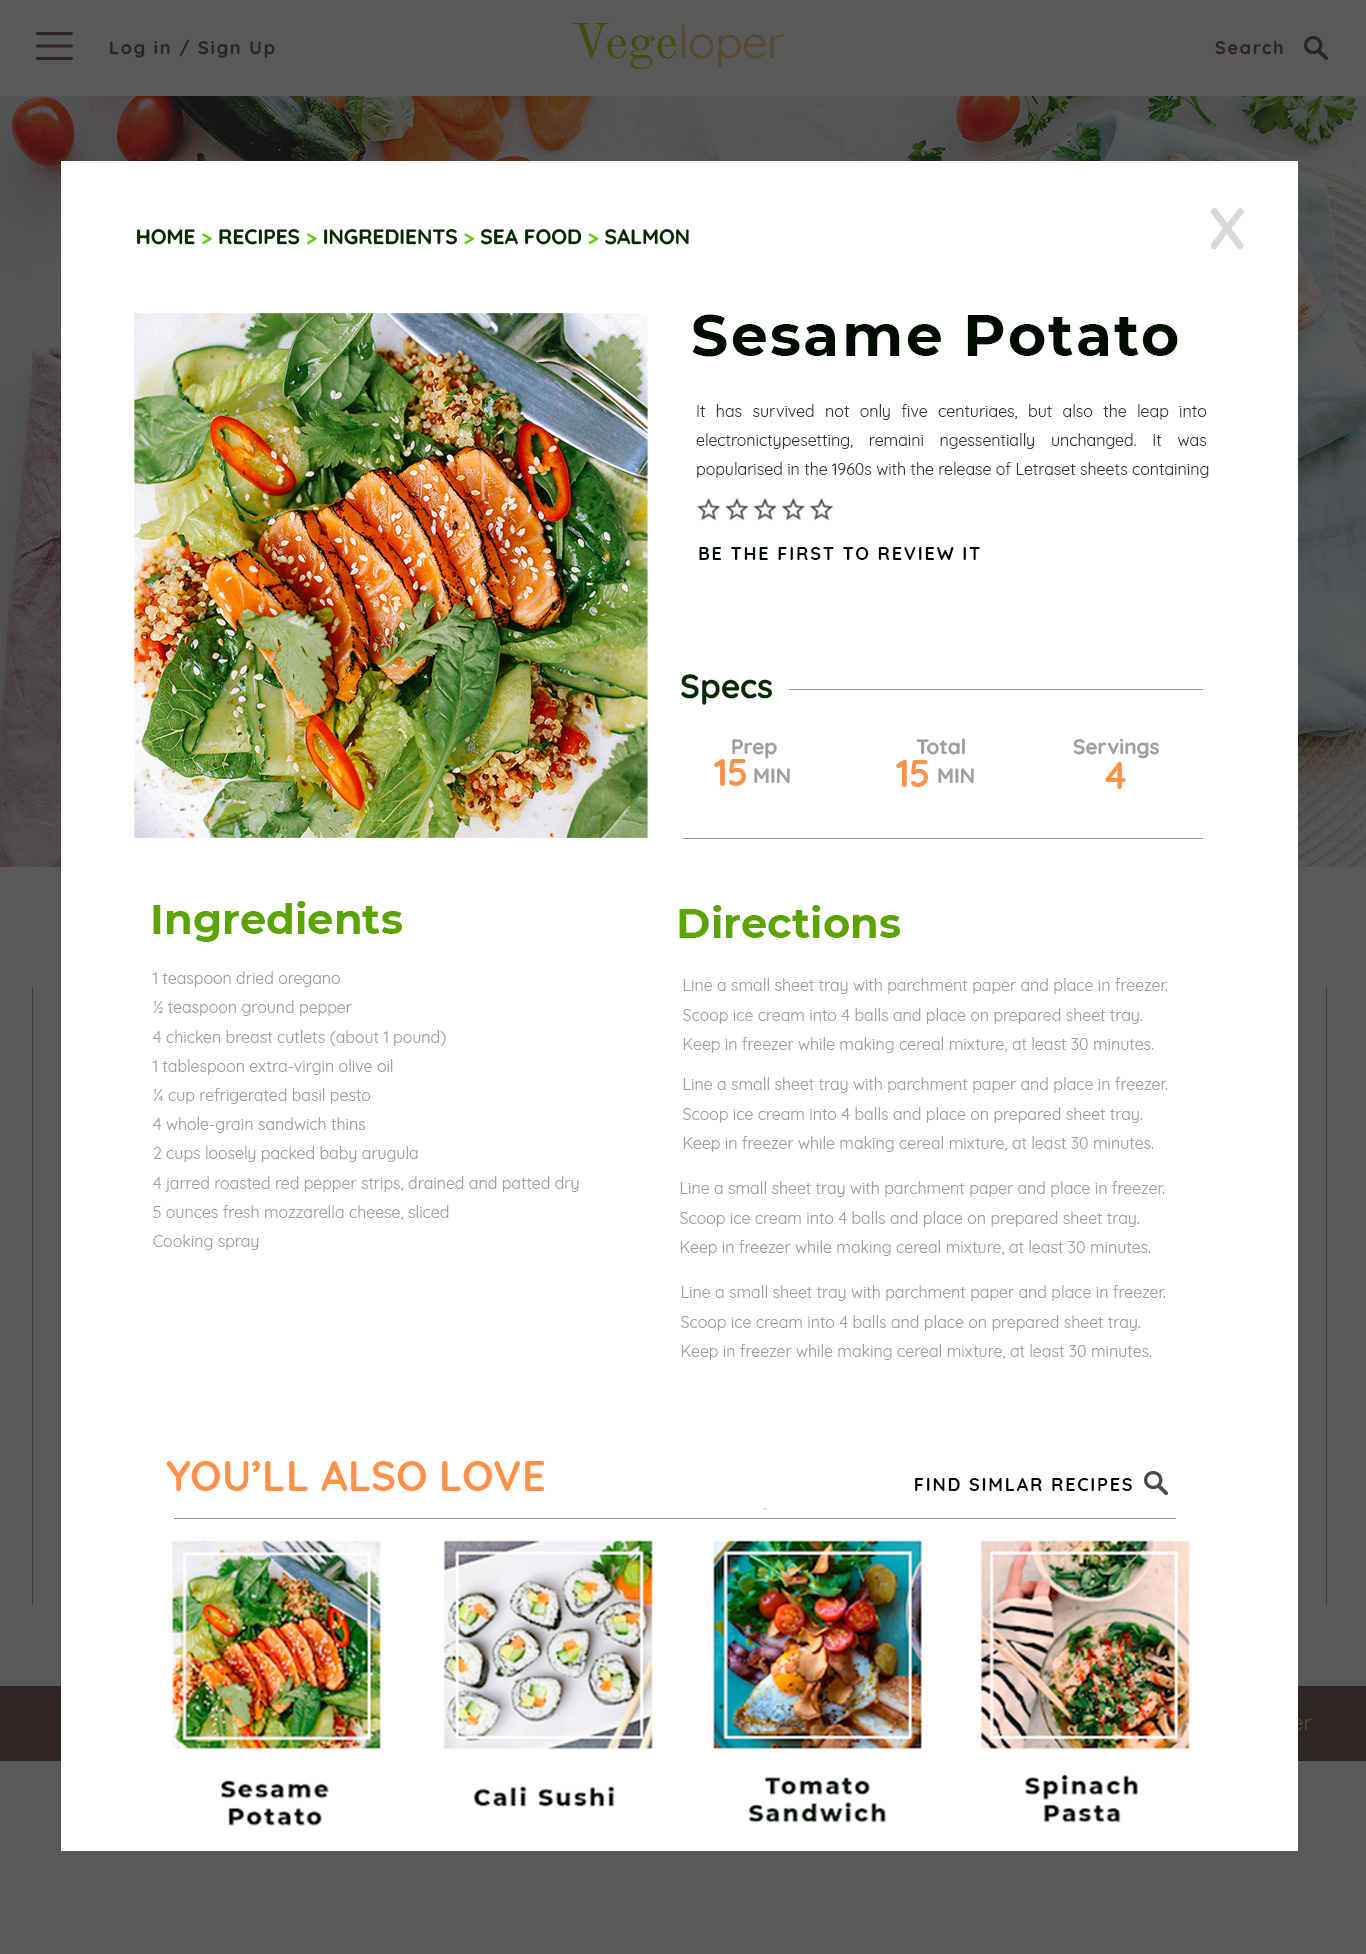 Log in / Sign Up
Vegeloper
Search
HOME > RECIPES > INGREDIENTS > SEA FOOD > SALMON
X
Sesame Potato
It has survived not only five centuriaes, but also the leap into
electronictypesetting, remaini ngessentially unchanged. It was
popularised in the 1960s with the release of Letraset sheets containing
BE THE FIRST TO REVIEW IT
Specs
Prep
15 MIN
Total
15 MIN
Servings
4
Ingredients
1 teaspoon dried oregano
½ teaspoon ground pepper
4 chicken breast cutlets (about 1 pound)
1 tablespoon extra-virgin olive oil
¼ cup refrigerated basil pesto
4 whole-grain sandwich thins
2 cups loosely packed baby arugula
4 jarred roasted red pepper strips, drained and patted dry
5 ounces fresh mozzarella cheese, sliced
Cooking spray
Directions
Line a small sheet tray with parchment paper and place in freezer.
Scoop ice cream into 4 balls and place on prepared sheet tray.
Keep in freezer while making cereal mixture, at least 30 minutes.
Line a small sheet tray with parchment paper and place in freezer.
Scoop ice cream into 4 balls and place on prepared sheet tray.
Keep in freezer while making cereal mixture, at least 30 minutes.
Line a small sheet tray with parchment paper and place in freezer.
Scoop ice cream into 4 balls and place on prepared sheet tray.
Keep in freezer while making cereal mixture, at least 30 minutes.
Line a small sheet tray with parchment paper and place in freezer.
Scoop ice cream into 4 balls and place on prepared sheet tray.
Keep in freezer while making cereal mixture, at least 30 minutes.
YOU'LL ALSO LOVE
FIND SIMLAR RECIPES
Sesame
Potato
Cali Sushi
Tomato
Sandwich
Spinach
Pasta
er